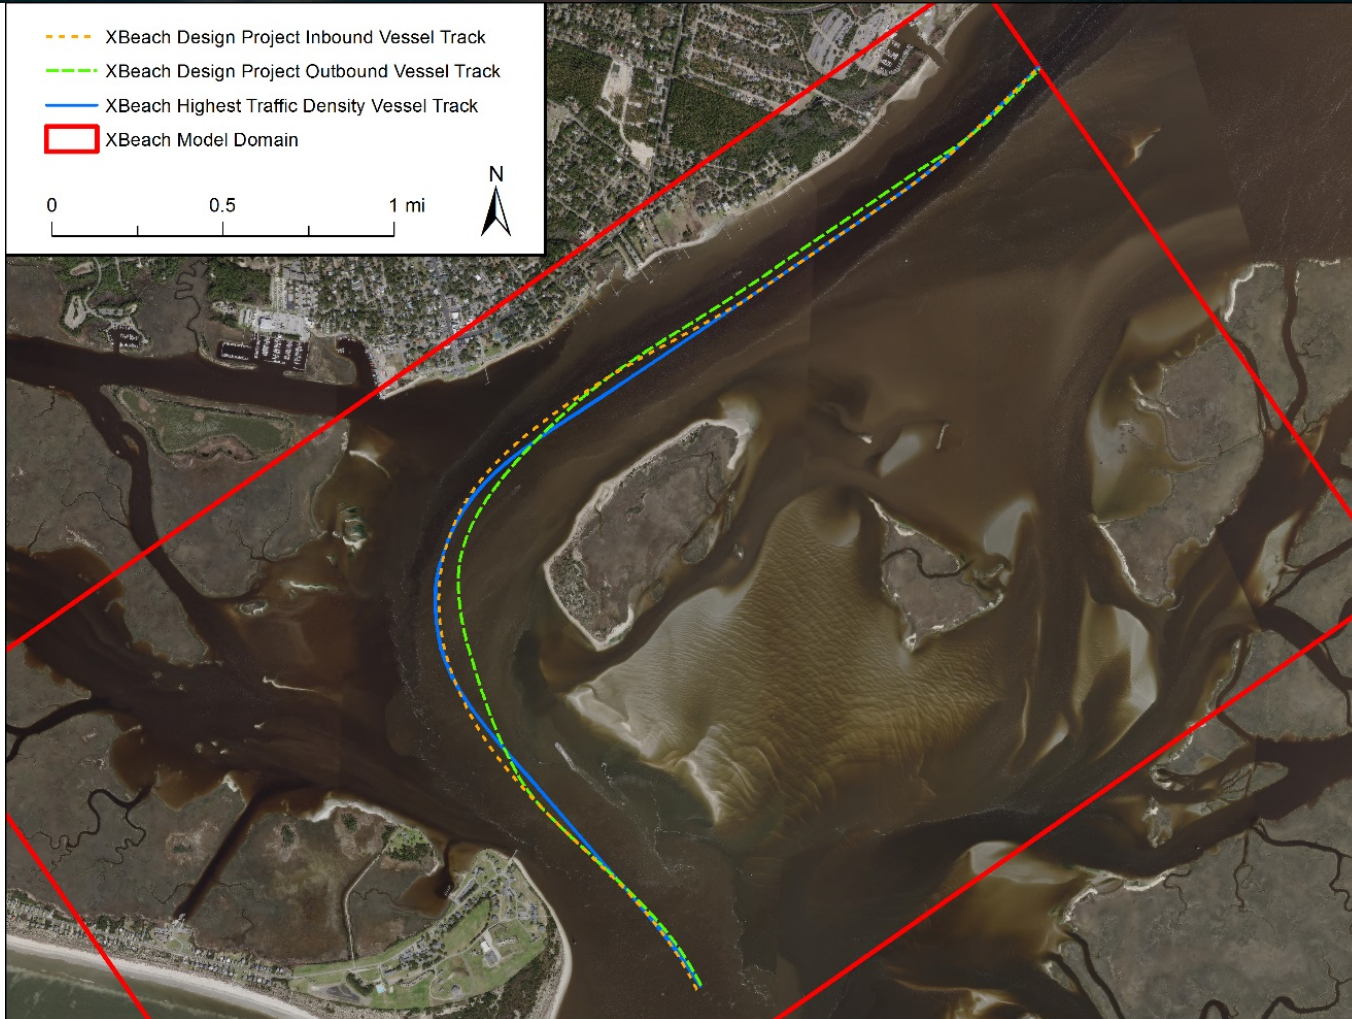 XBeach Design Project Inbound Vessel Track
XBeach Design Project Outbound Vessel Track
XBeach Highest Traffic Density Vessel Track
XBeach Model Domain
N
0 0.5 1 mi